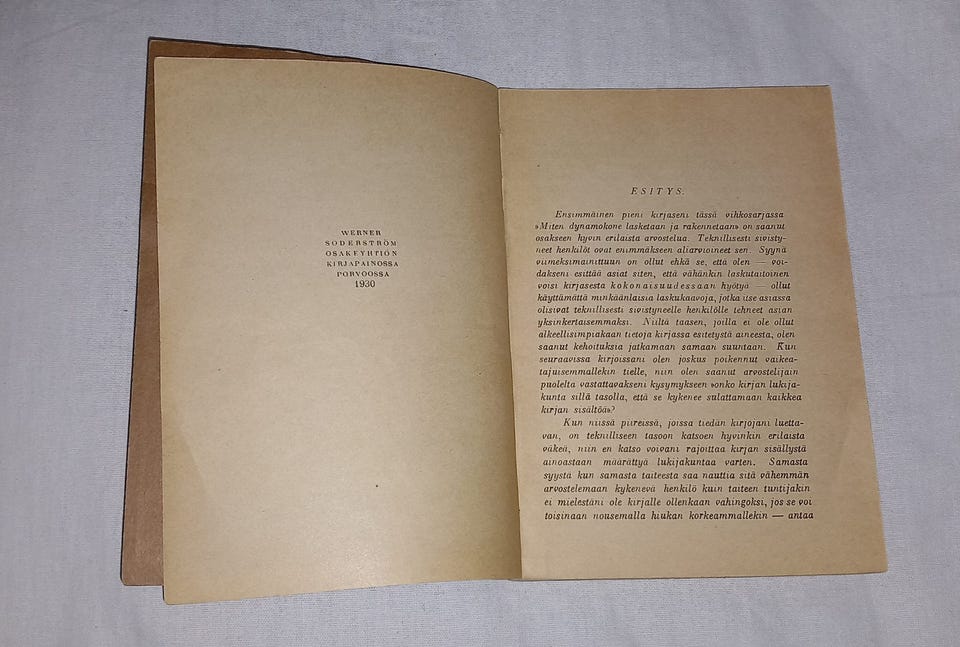 WERNER
SÖDERSTRÖM
OSAKEYHTIÖN
KIRJAPAINOSSA
PORVOOSSA
1930
ESITYS.
Ensimmäinen pieni kirjaseni tässä vihkosarjassa
»Miten dynamokone lasketaan ja rakennetaan» on saanut
osakseen hyvin erilaista arvostelua. Teknillisesti sivisty-
neet henkilöt ovat enimmäkseen aliarvioineet sen. Syynä
viimeksimainittuun on ollut ehkä se, että olen — voi-
dakseni esittää asiat siten, että vähänkin laskutaitoinen
voisi kirjasesta kokonaisuudessaan hyötyä — ollut
käyttämättä minkäänlaisia laskukaavoja, jotka itse asiassa
olisivat teknillisesti sivistyneelle henkilölle tehneet asian
yksinkertaisemmaksi. Niiltä taasen, joilla ei ole ollut
alkeellisimpiakaan tietoja kirjassa esitetystä aineesta, olen
saanut kehoituksia jatkamaan samaan suuntaan. Kun
seuraavissa kirjoissani olen joskus poikennut vaikea-
tajuisemmallekin tielle, niin olen saanut arvostelijain
puolelta vastattavakseni kysymykseen »onko kirjan lukija-
kunta sillä tasolla, että se kykenee sulattamaan kaikkea
kirjan sisältöä»?
Kun niissä piireissä, joissa tiedän kirjojani luetta-
van, on teknilliseen tasoon katsoen hyvinkin erilaista
väkeä, niin en katso voivani rajoittaa kirjan sisällystä
ainoastaan määrättyä lukijakuntaa varten. Samasta
syystä kun samasta taiteesta saa nauttia sitä vähemmän
arvostelemaan kykenevä henkilö kuin taiteen tuntijakin
ei mielestäni ole kirjalle ollenkaan vahingoksi, jos se voi
toisinaan nousemalla hiukan korkeammallekin — antaa